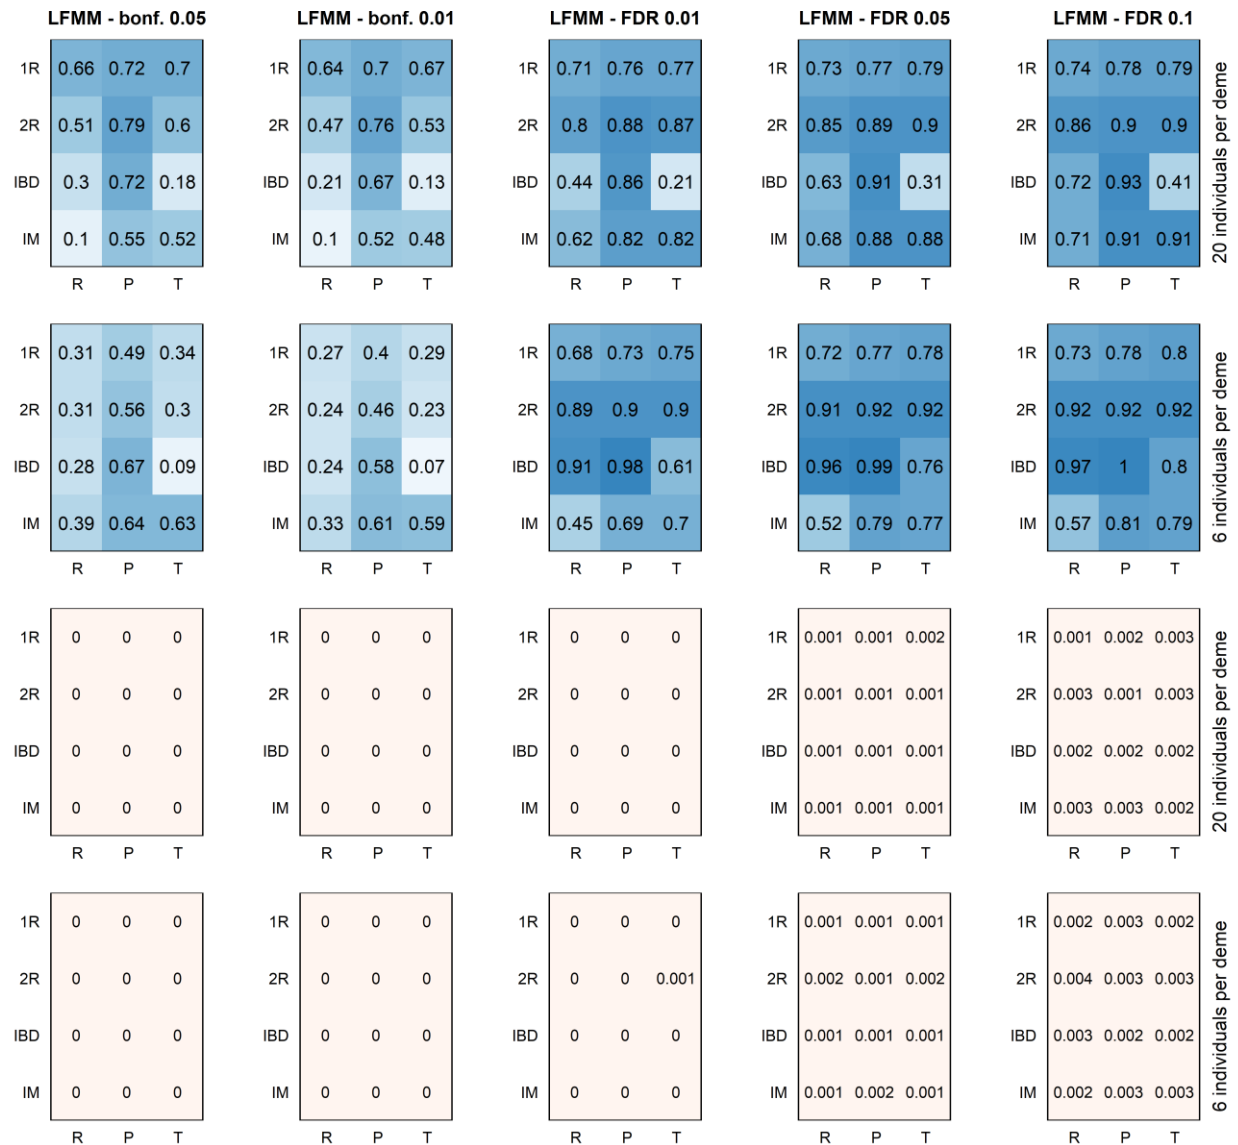 LFMM - bonf. 0.05 LFMM - bonf. 0.01 LFMM - FDR 0.01 LFMM - FDR 0.05 LFMM - FDR 0.1
1R 0.66 0.72 0.7 1R 0.64 0.7 0.67 1R 0.71 0.76 0.77 1R 0.73 0.77 0.79 1R 0.74 0.78 0.79
2R 0.51 0.79 0.6 2R 0.47 0.76 0.53 2R 0.8 0.88 0.87 2R 0.85 0.89 0.9 2R 0.86 0.9 0.9
IBD 0.3 0.72 0.18 IBD 0.21 0.67 0.13 IBD 0.44 0.86 0.21 IBD 0.63 0.91 0.31 IBD 0.72 0.93 0.41
IM 0.1 0.55 0.52 IM 0.1 0.52 0.48 IM 0.62 0.82 0.82 IM 0.68 0.88 0.88 IM 0.71 0.91 0.91
R P T R P T R P T R P T R P T
20 individuals per deme
1R 0.31 0.49 0.34 1R 0.27 0.4 0.29 1R 0.68 0.73 0.75 1R 0.72 0.77 0.78 1R 0.73 0.78 0.8
2R 0.31 0.56 0.3 2R 0.24 0.46 0.23 2R 0.89 0.9 0.9 2R 0.91 0.92 0.92 2R 0.92 0.92 0.92
IBD 0.28 0.67 0.09 IBD 0.24 0.58 0.07 IBD 0.91 0.98 0.61 IBD 0.96 0.99 0.76 IBD 0.97 1 0.8
IM 0.39 0.64 0.63 IM 0.33 0.61 0.59 IM 0.45 0.69 0.7 IM 0.52 0.79 0.77 IM 0.57 0.81 0.79
R P T R P T R P T R P T R P T
6 individuals per deme
1R 0 0 0 1R 0 0 0 1R 0 0 0 1R 0.001 0.001 0.002 1R 0.001 0.002 0.003
2R 0 0 0 2R 0 0 0 2R 0 0 0 2R 0.001 0.001 0.001 2R 0.003 0.001 0.003
IBD 0 0 0 IBD 0 0 0 IBD 0 0 0 IBD 0.001 0.001 0.001 IBD 0.002 0.002 0.002
IM 0 0 0 IM 0 0 0 IM 0 0 0 IM 0.001 0.001 0.001 IM 0.003 0.003 0.002
R P T R P T R P T R P T R P T
20 individuals per deme
1R 0 0 0 1R 0 0 0 1R 0 0 0 1R 0.001 0.001 0.001 1R 0.002 0.003 0.002
2R 0 0 0 2R 0 0 0 2R 0 0 0.001 2R 0.002 0.001 0.002 2R 0.004 0.003 0.003
IBD 0 0 0 IBD 0 0 0 IBD 0 0 0 IBD 0.001 0.001 0.001 IBD 0.003 0.002 0.002
IM 0 0 0 IM 0 0 0 IM 0 0 0 IM 0.001 0.002 0.001 IM 0.002 0.003 0.003
R P T R P T R P T R P T R P T
6 individuals per deme